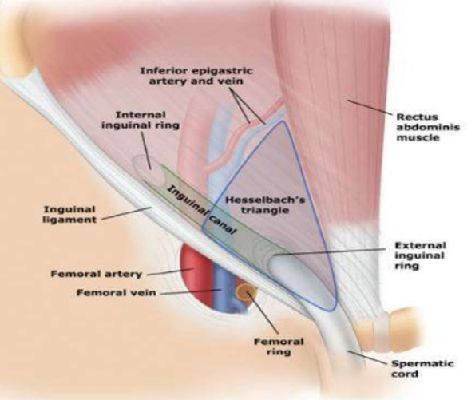 Inferior epigastric
artery and vein
Internal
inguinal ring
Rectus
abdominis
muscle
Inguinal canal
Hesselbach's
triangle
Inguinal
ligament
External
inguinal
ring
Femoral artery
Femoral vein
Femoral
ring
Spermatic
cord